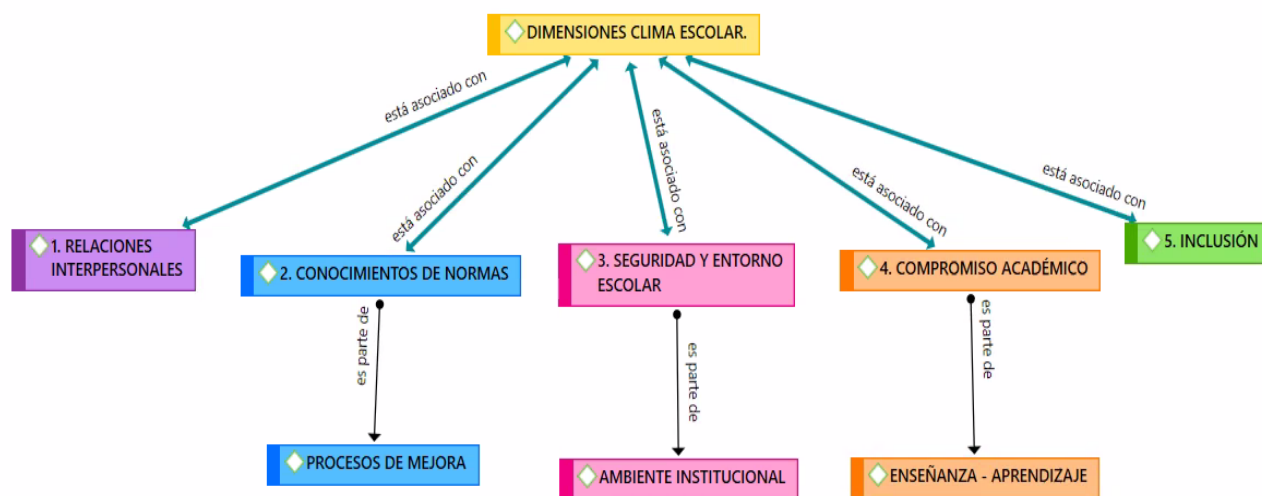 DIMENSIONES CLIMA ESCOLAR.
está asociado con
está asociado con
está asociado con
está asociado con
está asociado con
1. RELACIONES
INTERPERSONALES
2. CONOCIMIENTOS DE NORMAS
3. SEGURIDAD Y ENTORNO
ESCOLAR
4. COMPROMISO ACADÉMICO
5. INCLUSIÓN
es parte de
es parte de
es parte de
PROCESOS DE MEJORA
AMBIENTE INSTITUCIONAL
ENSEÑANZA - APRENDIZAJE